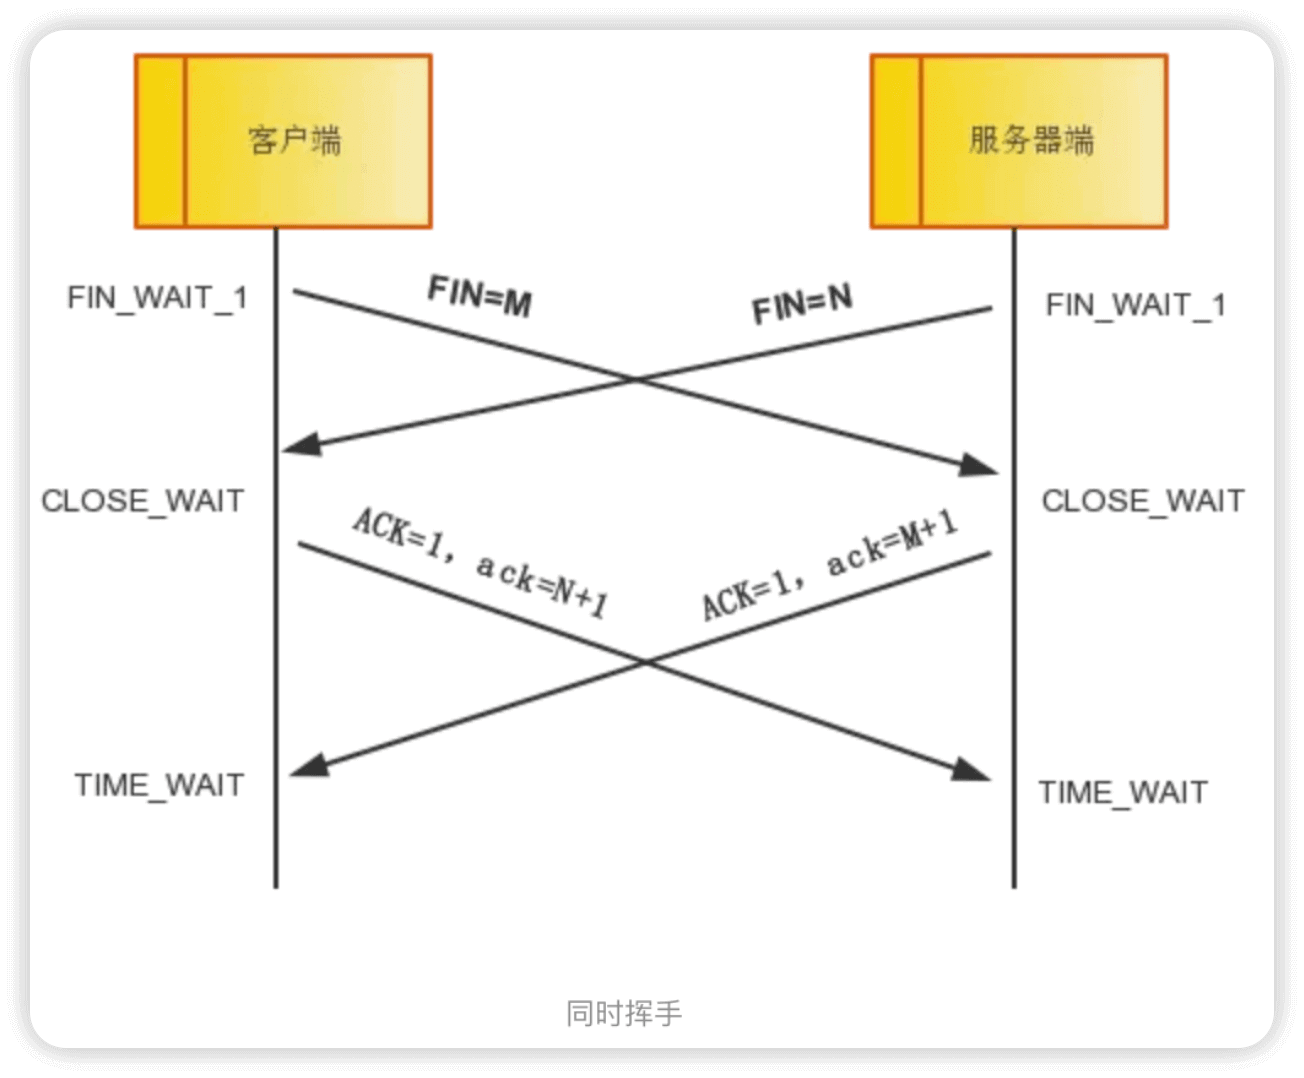 客户端
服务器端
FIN_WAIT_1
FIN=M
FIN=N
FIN_WAIT_1
CLOSE_WAIT
CLOSE_WAIT
ACK=1, ack=N+1
ACK=1, ack=M+1
TIME_WAIT
TIME_WAIT
同时挥手